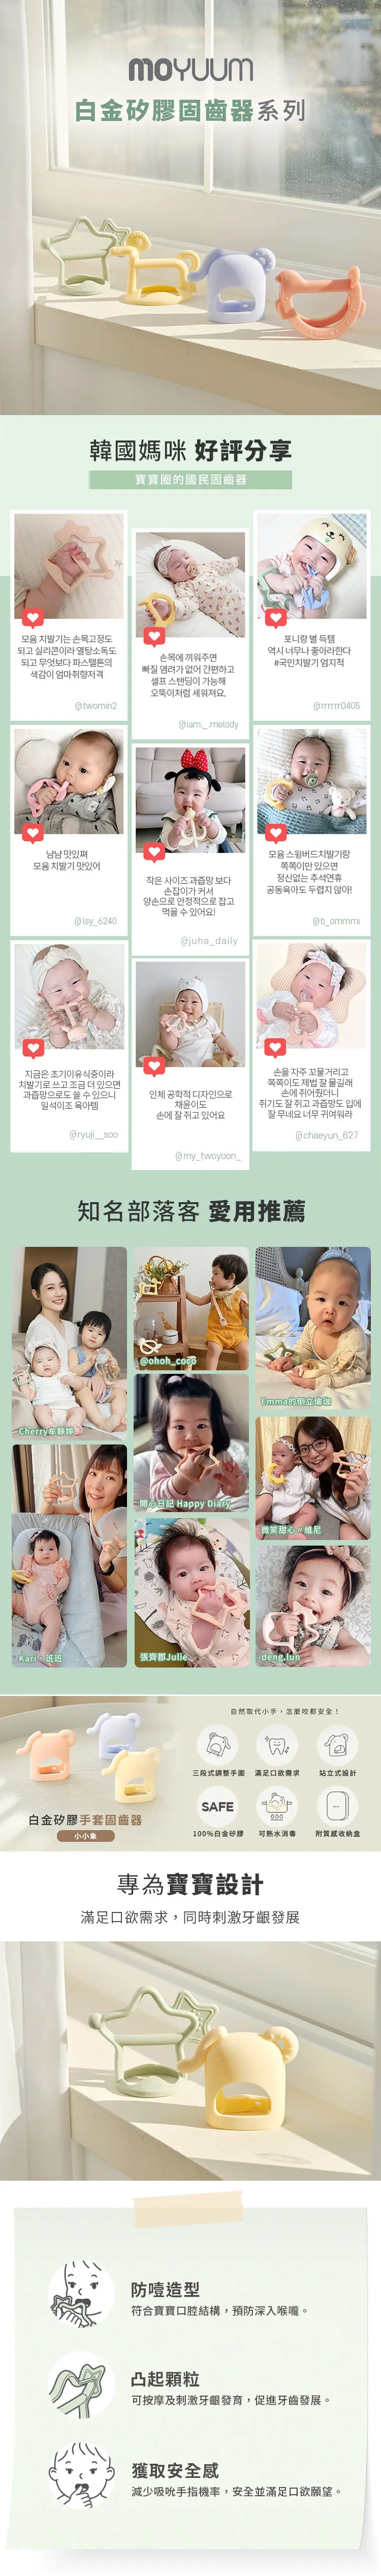 moyuum
白金矽膠固齒器系列
韓國媽咪 好評分享
寶寶圈的國民固齒器
모윰 치발기는 손목고정도
되고 실리콘이라 열탕소독도
되고 무엇보다 파스텔톤의
색감이 엄마취향저격
@twomin2
손목에 끼워주면
빠질 염려가 없어 간편하고
셀프 스탠딩이 가능해
오뚝이처럼 세워져요.
@iam._.melody
포니랑 별 득템
역시 너무나 좋아라한다
#국민치발기 엄지척
@rrrrrr0405
냠냠 맛있쪄
모윰 치발기 맛있어
@lsy_6240
작은 사이즈 과즙망 보다
손잡이가 커서
양손으로 안정적으로 잡고
먹을 수 있어요!
@juha_daily
모윰 스윙버드치발기랑
쪽쪽이만 있으면
정신없는 추석연휴
공동육아도 두렵지 않아!
@b_ommmi
지금은 초기이유식중이라
치발기로 쓰고 조금 더 있으면
과즙망으로도 쓸 수 있으니
일석이조 육아템
@ryuji__soo
인체 공학적 디자인으로
채윤이도
손에 잘 쥐고 있어요
@my_twoyoon_
손을 자주 꼬물거리고
쪽쪽이도 제법 잘 물길래
손에 쥐어줬더니
쥐기도 잘 쥐고 과즙망도 입에
잘 무네요 너무 귀여워라
@chaeyun_627
知名部落客 愛用推薦
Cherry牟靜婷
@ohoh_coco
Emma的倒立瑜珈
開心日記 Happy Diary
微笑甜心〃維尼
Kari・班班
張齊郡Julie
deng.lun
自然取代小手，怎麼咬都安全！
三段式調整手圍
滿足口欲需求
站立式設計
SAFE
100%白金矽膠
可熱水消毒
附質感收納盒
白金矽膠手套固齒器
小小象
專為寶寶設計
滿足口欲需求，同時刺激牙齦發展
防噎造型
符合寶寶口腔結構，預防深入喉嚨。
凸起顆粒
可按摩及刺激牙齦發育，促進牙齒發展。
獲取安全感
減少吸吮手指機率，安全並滿足口欲願望。